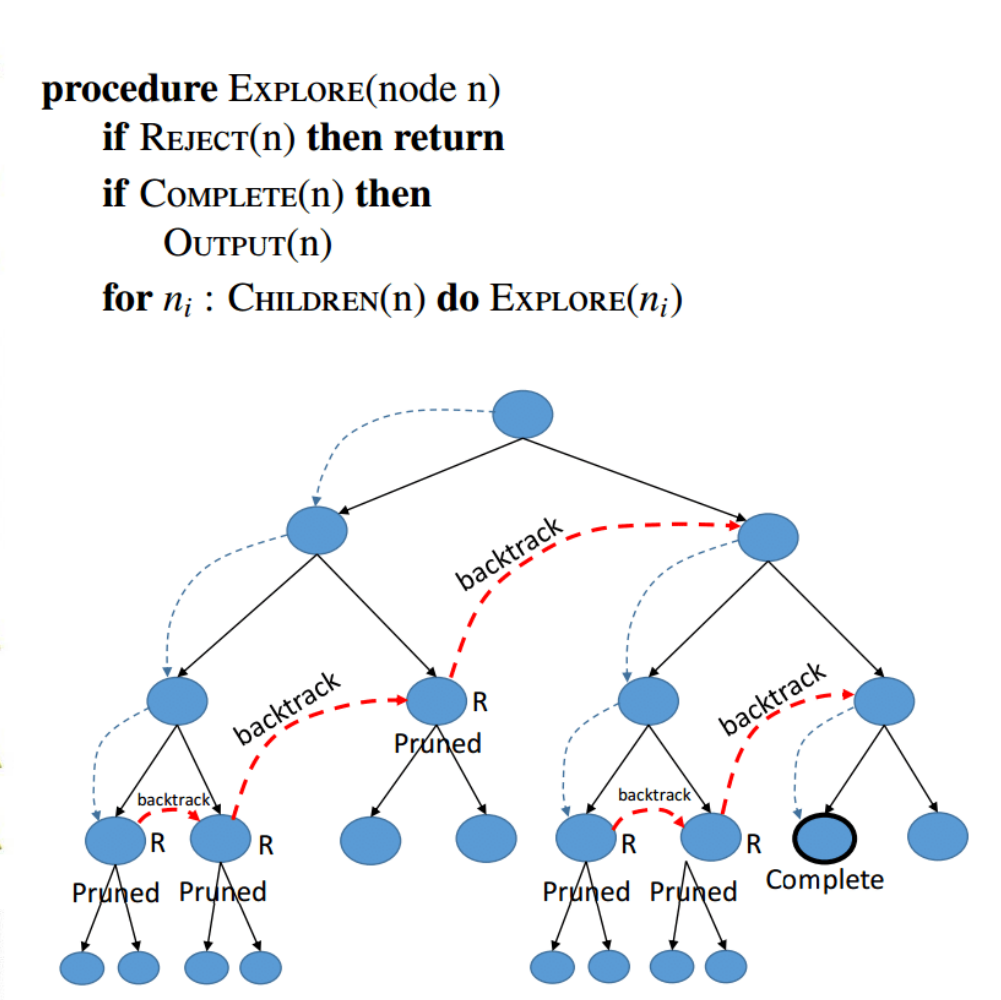 procedure EXPLORE(node n)
if REJECT(n) then return
if COMPLETE(n) then
OUTPUT(n)
for nᵢ : CHILDREN(n) do EXPLORE(nᵢ)
backtrack
backtrack
R
backtrack
Pruned
backtrack
backtrack
R
R
R
R
Complete
Pruned
Pruned
Pruned
Pruned